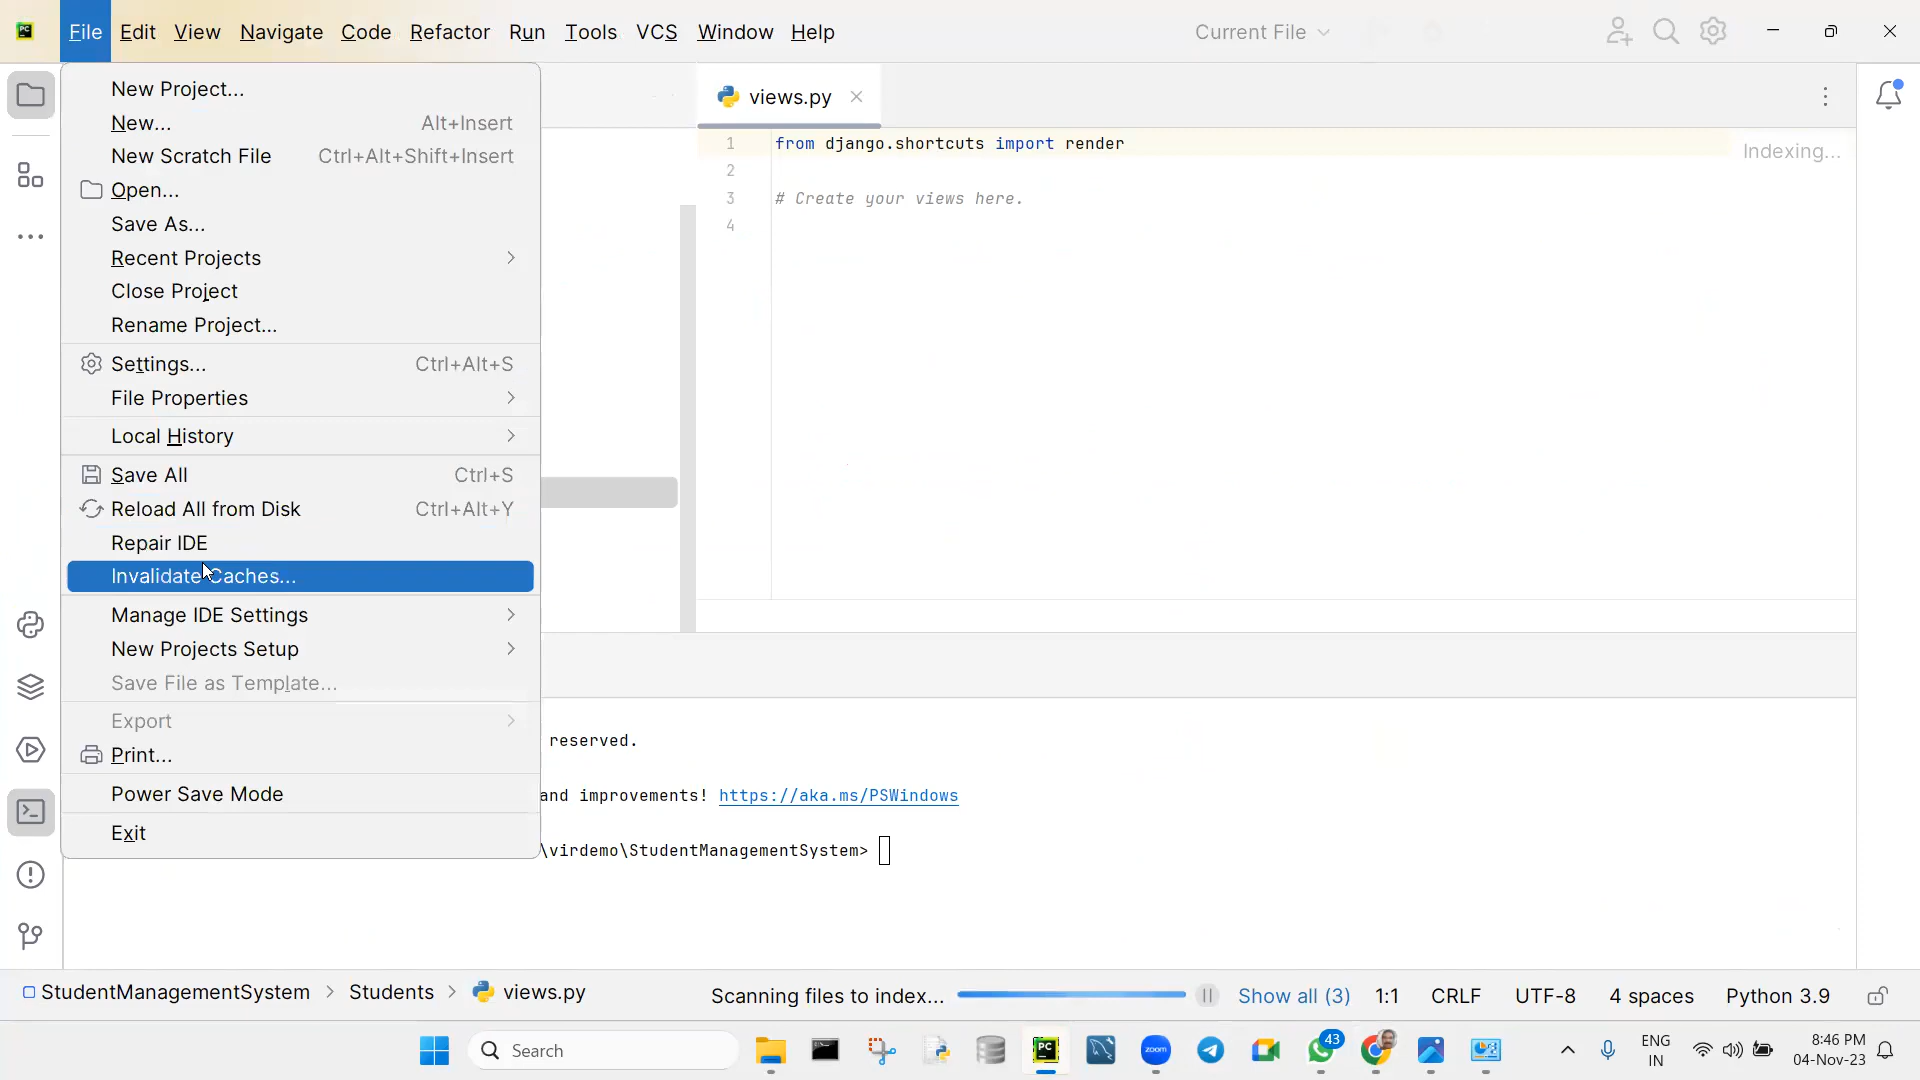 PC File Edit View Navigate Code Refactor Run Tools VCS Window Help Current File
New Project...
New... Alt+Insert
New Scratch File Ctrl+Alt+Shift+Insert
Open...
Save As...
Recent Projects
Close Project
Rename Project...
Settings... Ctrl+Alt+S
File Properties
Local History
Save All Ctrl+S
Reload All from Disk Ctrl+Alt+Y
Repair IDE
Invalidate Caches...
Manage IDE Settings
New Projects Setup
Save File as Template...
Export
Print...
Power Save Mode
Exit
views.py
1 from django.shortcuts import render
Indexing...
2
3 # Create your views here.
4
reserved.
and improvements! https://aka.ms/PSWindows
\virdemo\StudentManagementSystem>
StudentManagementSystem > Students > views.py Scanning files to index... Show all (3) 1:1 CRLF UTF-8 4 spaces Python 3.9
Search PC zoom 43 ENG IN 8:46 PM
04-Nov-23